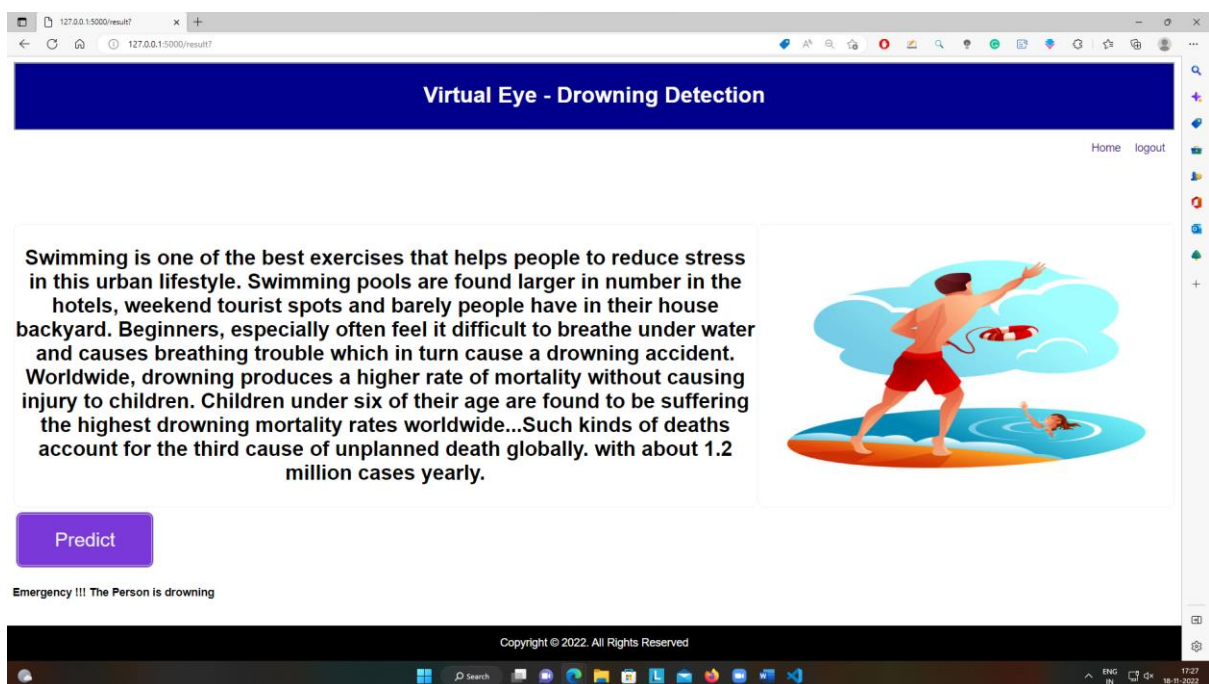 127.0.0.1:5000/result?
127.0.0.1:5000/result?
Virtual Eye - Drowning Detection
Home logout
Swimming is one of the best exercises that helps people to reduce stress
in this urban lifestyle. Swimming pools are found larger in number in the
hotels, weekend tourist spots and barely people have in their house
backyard. Beginners, especially often feel it difficult to breathe under water
and causes breathing trouble which in turn cause a drowning accident.
Worldwide, drowning produces a higher rate of mortality without causing
injury to children. Children under six of their age are found to be suffering
the highest drowning mortality rates worldwide...Such kinds of deaths
account for the third cause of unplanned death globally. with about 1.2
million cases yearly.
Predict
Emergency !!! The Person is drowning
Copyright © 2022. All Rights Reserved
Search
ENG
IN
17:27
18-11-2022